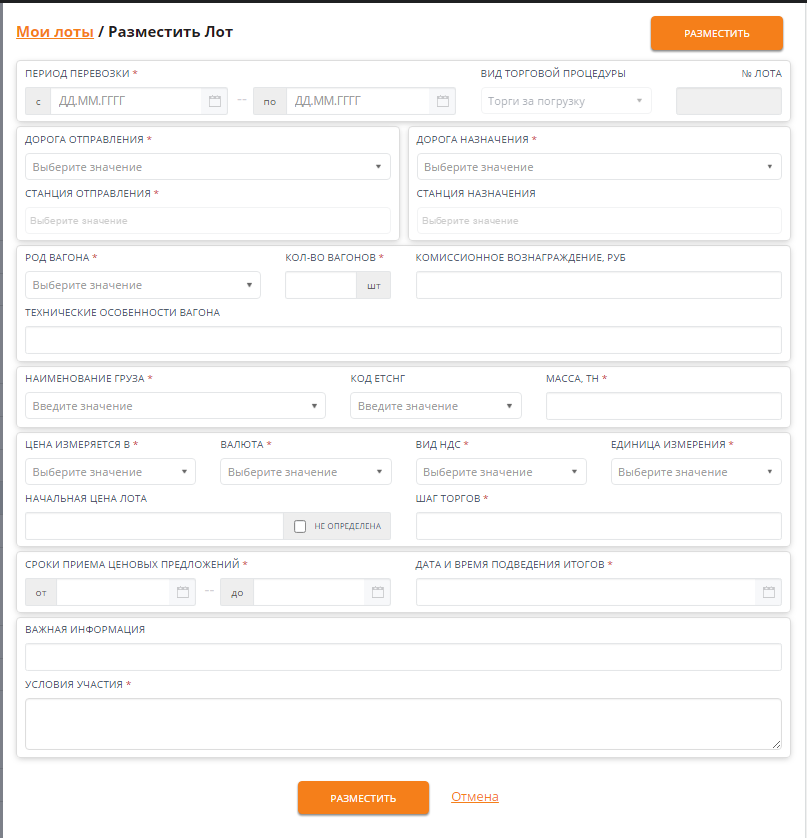 Мои лоты / Разместить Лот
РАЗМЕСТИТЬ
ПЕРИОД ПЕРЕВОЗКИ * ВИД ТОРГОВОЙ ПРОЦЕДУРЫ № ЛОТА
с ДД.ММ.ГГГГ -- по ДД.ММ.ГГГГ Торги за погрузку
ДОРОГА ОТПРАВЛЕНИЯ * ДОРОГА НАЗНАЧЕНИЯ *
Выберите значение Выберите значение
СТАНЦИЯ ОТПРАВЛЕНИЯ * СТАНЦИЯ НАЗНАЧЕНИЯ
Выберите значение Выберите значение
РОД ВАГОНА * КОЛ-ВО ВАГОНОВ * КОМИССИОННОЕ ВОЗНАГРАЖДЕНИЕ, РУБ
Выберите значение шт
ТЕХНИЧЕСКИЕ ОСОБЕННОСТИ ВАГОНА
НАИМЕНОВАНИЕ ГРУЗА * КОД ЕТСНГ МАССА, ТН *
Введите значение Введите значение
ЦЕНА ИЗМЕРЯЕТСЯ В * ВАЛЮТА * ВИД НДС * ЕДИНИЦА ИЗМЕРЕНИЯ *
Выберите значение Выберите значение Выберите значение Выберите значение
НАЧАЛЬНАЯ ЦЕНА ЛОТА ШАГ ТОРГОВ *
НЕ ОПРЕДЕЛЕНА
СРОКИ ПРИЕМА ЦЕНОВЫХ ПРЕДЛОЖЕНИЙ * ДАТА И ВРЕМЯ ПОДВЕДЕНИЯ ИТОГОВ *
от -- до
ВАЖНАЯ ИНФОРМАЦИЯ
УСЛОВИЯ УЧАСТИЯ *
РАЗМЕСТИТЬ Отмена